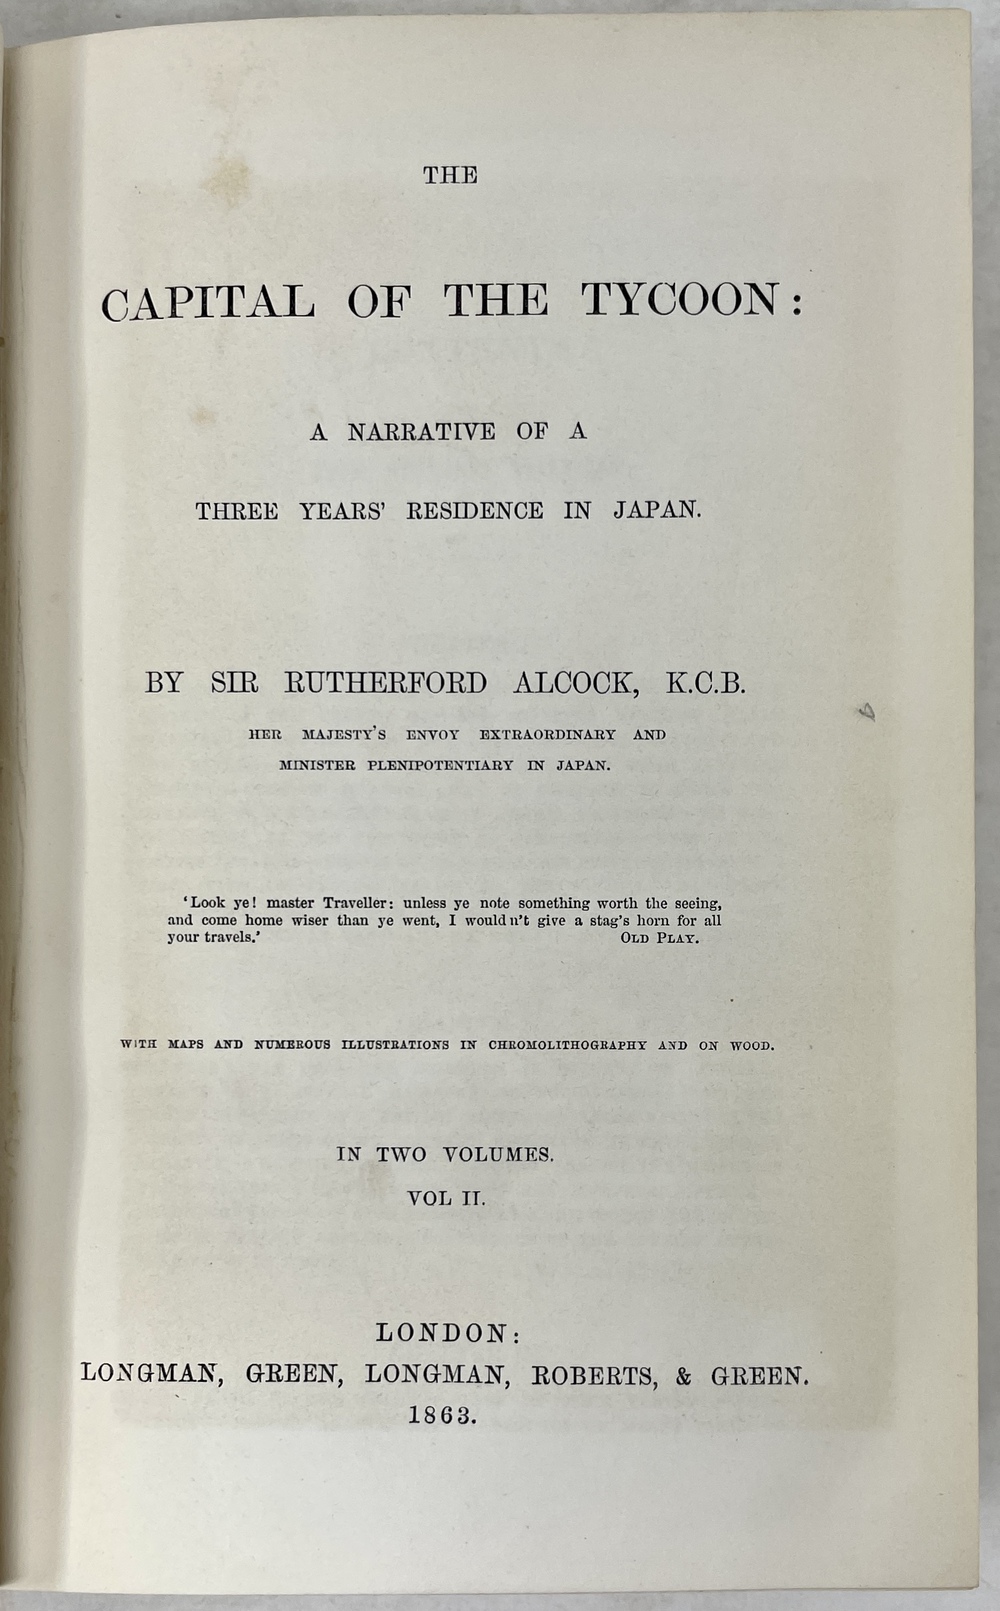 THE
CAPITAL OF THE TYCOON:
A NARRATIVE OF A
THREE YEARS' RESIDENCE IN JAPAN.
BY SIR RUTHERFORD ALCOCK, K.C.B.
HER MAJESTY'S ENVOY EXTRAORDINARY AND
MINISTER PLENIPOTENTIARY IN JAPAN.
'Look ye! master Traveller: unless ye note something worth the seeing,
and come home wiser than ye went, I would n't give a stag's horn for all
your travels.' OLD PLAY.
WITH MAPS AND NUMEROUS ILLUSTRATIONS IN CHROMOLITHOGRAPHY AND ON WOOD.
IN TWO VOLUMES.
VOL II.
LONDON:
LONGMAN, GREEN, LONGMAN, ROBERTS, & GREEN.
1863.